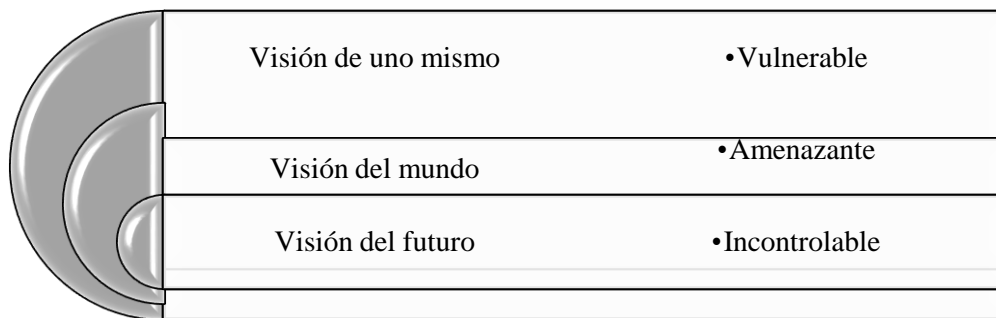 Visión de uno mismo •Vulnerable
Visión del mundo •Amenazante
Visión del futuro •Incontrolable